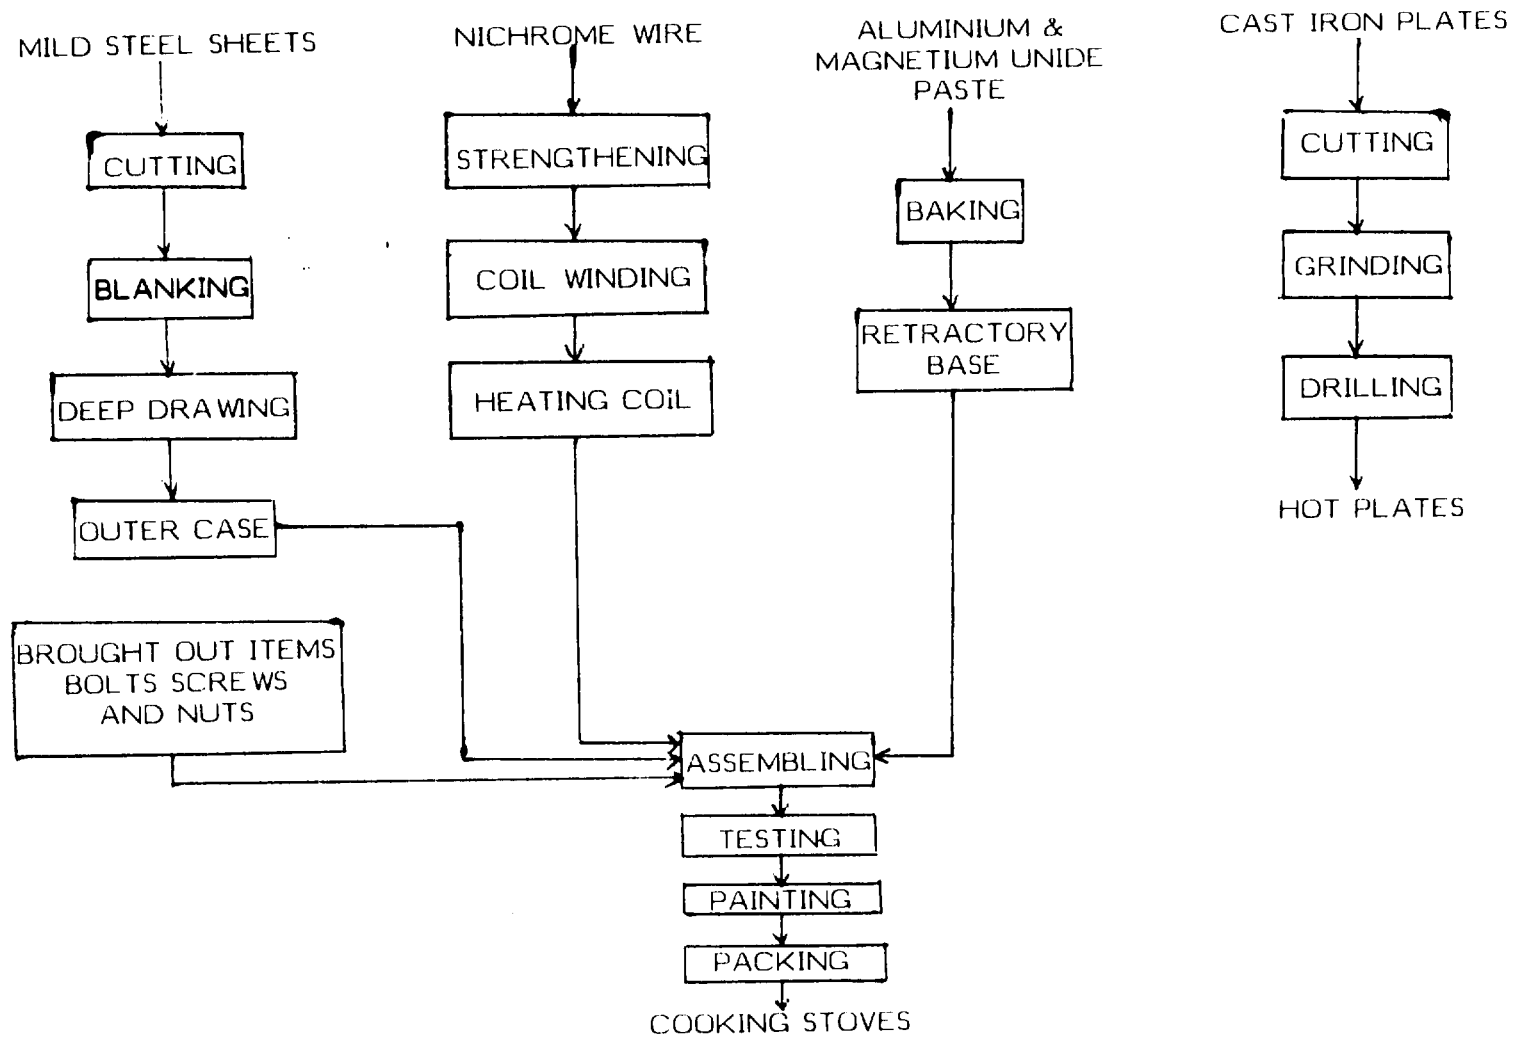 MILD STEEL SHEETS
CUTTING
BLANKING
DEEP DRAWING
OUTER CASE
BROUGHT OUT ITEMS
BOLTS SCREWS
AND NUTS
NICHROME WIRE
STRENGTHENING
COIL WINDING
HEATING COIL
ALUMINIUM &
MAGNETIUM UNIDE
PASTE
BAKING
RETRACTORY
BASE
CAST IRON PLATES
CUTTING
GRINDING
DRILLING
HOT PLATES
ASSEMBLING
TESTING
PAINTING
PACKING
COOKING STOVES